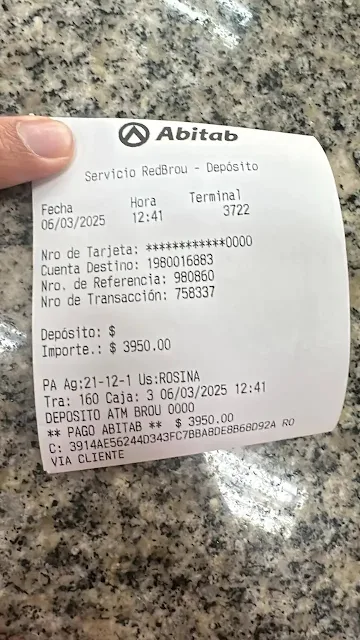 Abitab
Servicio RedBrou - Depósito
Fecha Hora Terminal
06/03/2025 12:41 3722
Nro de Tarjeta: ************0000
Cuenta Destino: 1980016883
Nro. de Referencia: 980860
Nro de Transacción: 758337
Depósito: $
Importe.: $ 3950.00
PA Ag:21-12-1 Us:ROSINA
Tra: 160 Caja: 3 06/03/2025 12:41
DEPOSITO ATM BROU 0000
** PAGO ABITAB ** $ 3950.00
C: 3914AE56244D343FC7BBABDE8B68D92A RO
VIA CLIENTE